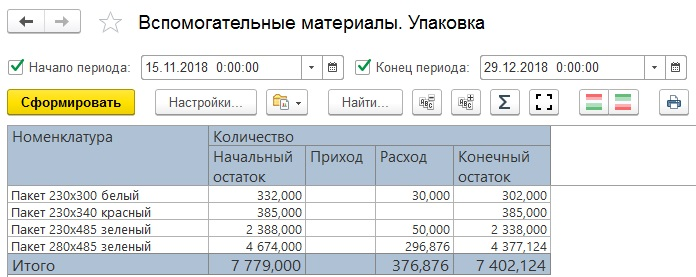 Вспомогательные материалы. Упаковка
Начало периода: 15.11.2018 0:00:00 Конец периода: 29.12.2018 0:00:00
Сформировать Настройки... Найти...
Номенклатура Количество
Начальный остаток Приход Расход Конечный остаток
Пакет 230х300 белый 332,000 30,000 302,000
Пакет 230х340 красный 385,000 385,000
Пакет 230х485 зеленый 2 388,000 50,000 2 338,000
Пакет 280х485 зеленый 4 674,000 296,876 4 377,124
Итого 7 779,000 376,876 7 402,124